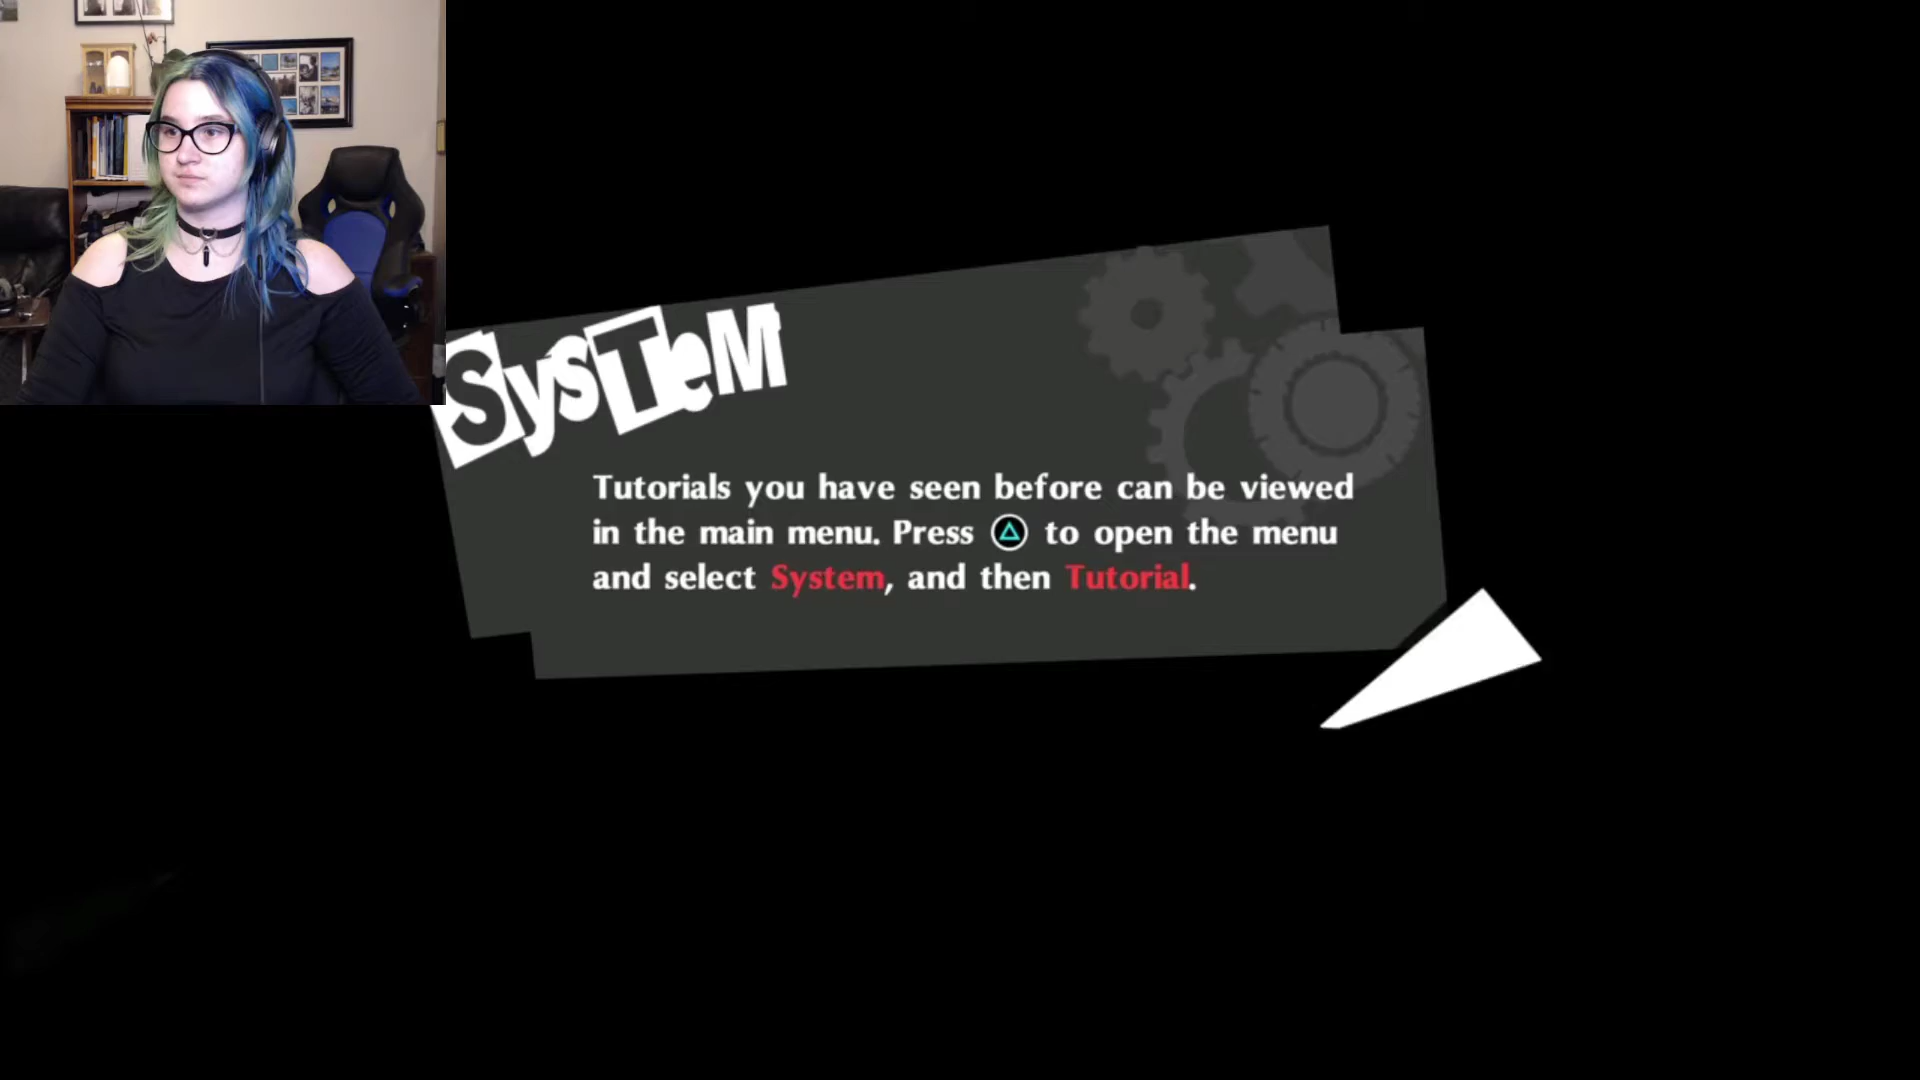 SysTeM
Tutorials you have seen before can be viewed
in the main menu. Press △ to open the menu
and select System, and then Tutorial.